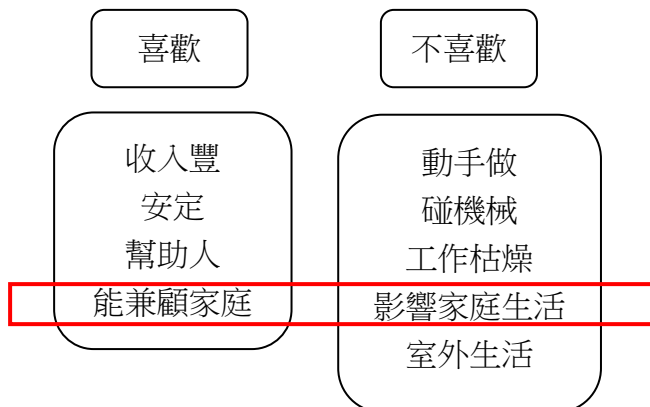 喜歡
不喜歡
收入豐
安定
幫助人
能兼顧家庭
動手做
碰機械
工作枯燥
影響家庭生活
室外生活